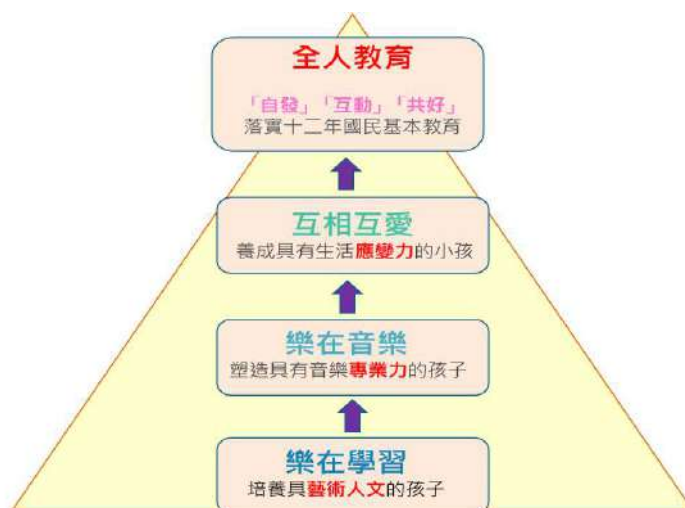 全人教育
「自發」「互動」「共好」
落實十二年國民基本教育
互相互愛
養成具有生活應變力的小孩
樂在音樂
塑造具有音樂專業力的孩子
樂在學習
培養具藝術人文的孩子